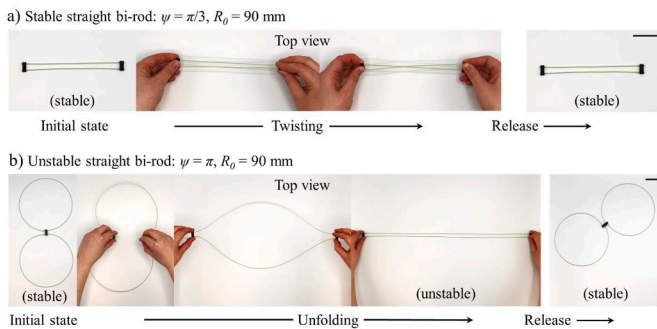 a) Stable straight bi-rod: ψ = π/3, R₀ = 90 mm
Top view
(stable)
(stable)
Initial state
Twisting
Release
b) Unstable straight bi-rod: ψ = π, R₀ = 90 mm
Top view
(stable)
(unstable)
(stable)
Initial state
Unfolding
Release